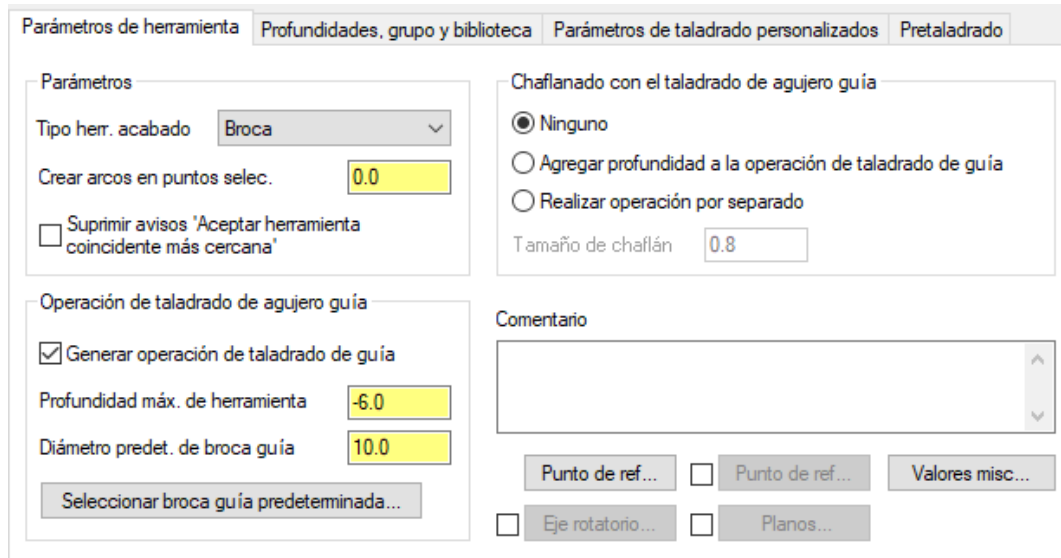 Parámetros de herramienta
Profundidades, grupo y biblioteca
Parámetros de taladrado personalizados
Pretaladrado
Parámetros
Tipo herr. acabado
Broca
Crear arcos en puntos selec.
0.0
Suprimir avisos "Aceptar herramienta
coincidente más cercana"
Chaflanado con el taladrado de agujero guía
Ninguno
Agregar profundidad a la operación de taladrado de guía
Realizar operación por separado
Tamaño de chaflán
0.8
Operación de taladrado de agujero guía
Generar operación de taladrado de guía
Profundidad máx. de herramienta
-6.0
Diámetro predet. de broca guía
10.0
Seleccionar broca guía predeterminada...
Comentario
Punto de ref...
Punto de ref...
Valores misc...
Eje rotatorio...
Planos...